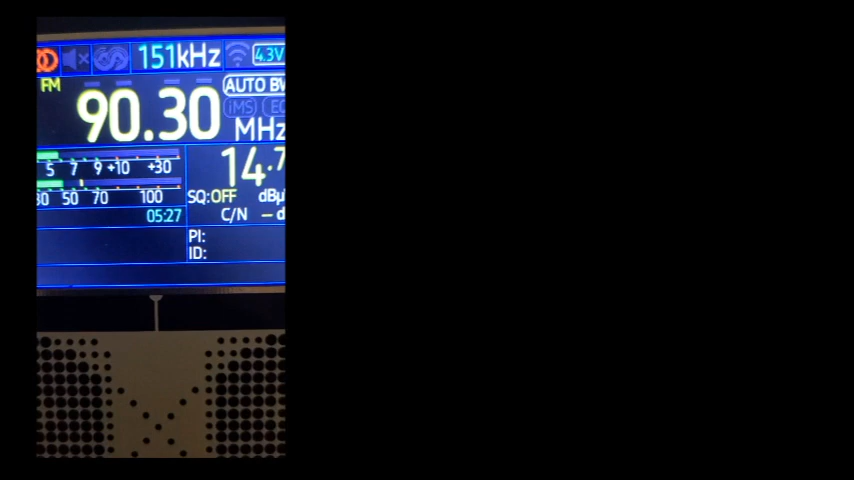 151kHz 4.3V
FM AUTO BW
90.30 iMS
MHz
5 7 9 +10 +30 14.7
30 50 70 100 SQ:OFF dBµ
05:27 C/N –
PI:
ID: